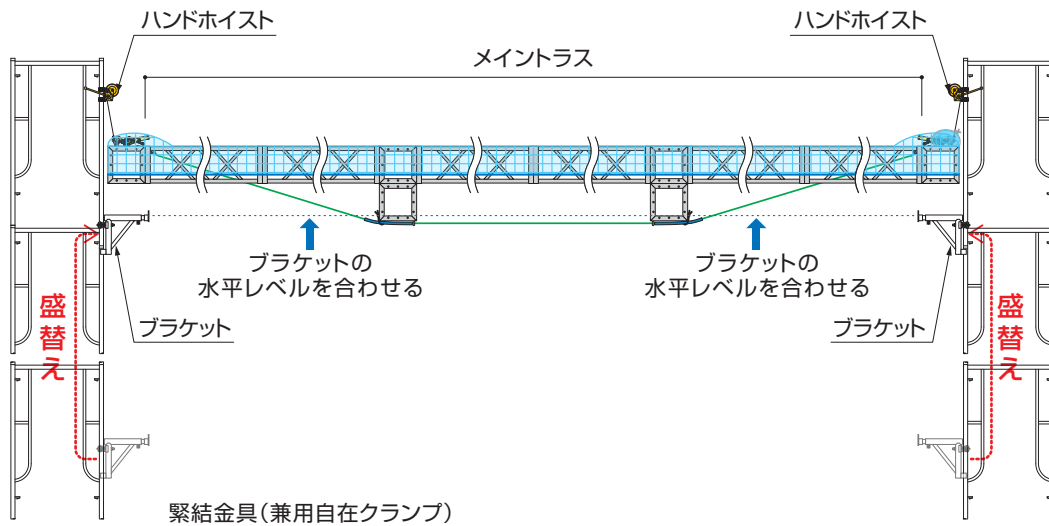 ハンドホイスト
ハンドホイスト
メイントラス
ブラケットの
水平レベルを合わせる
ブラケットの
水平レベルを合わせる
ブラケット
ブラケット
盛替え
盛替え
緊結金具(兼用自在クランプ)